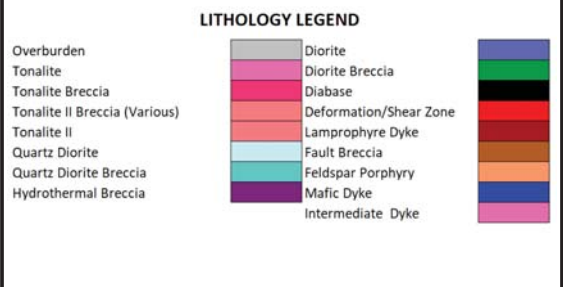 LITHOLOGY LEGEND
Overburden
Tonalite
Tonalite Breccia
Tonalite II Breccia (Various)
Tonalite II
Quartz Diorite
Quartz Diorite Breccia
Hydrothermal Breccia
Diorite
Diorite Breccia
Diabase
Deformation/Shear Zone
Lamprophyre Dyke
Fault Breccia
Feldspar Porphyry
Mafic Dyke
Intermediate Dyke